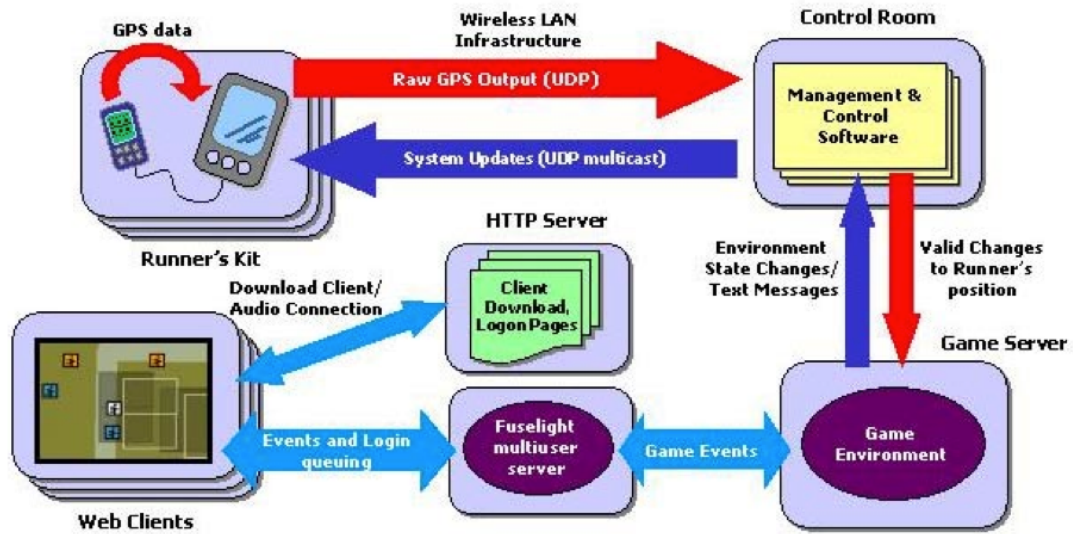 GPS data
Wireless LAN
Infrastructure
Control Room
Raw GPS Output (UDP)
Management &
Control
Software
System Updates (UDP multicast)
Runner's Kit
HTTP Server
Environment
State Changes/
Text Messages
Valid Changes
to Runner's
position
Download Client/
Audio Connection
Client
Download,
Logon Pages
Game Server
Events and Login
queuing
Fuselight
multiuser
server
Game Events
Game
Environment
Web Clients